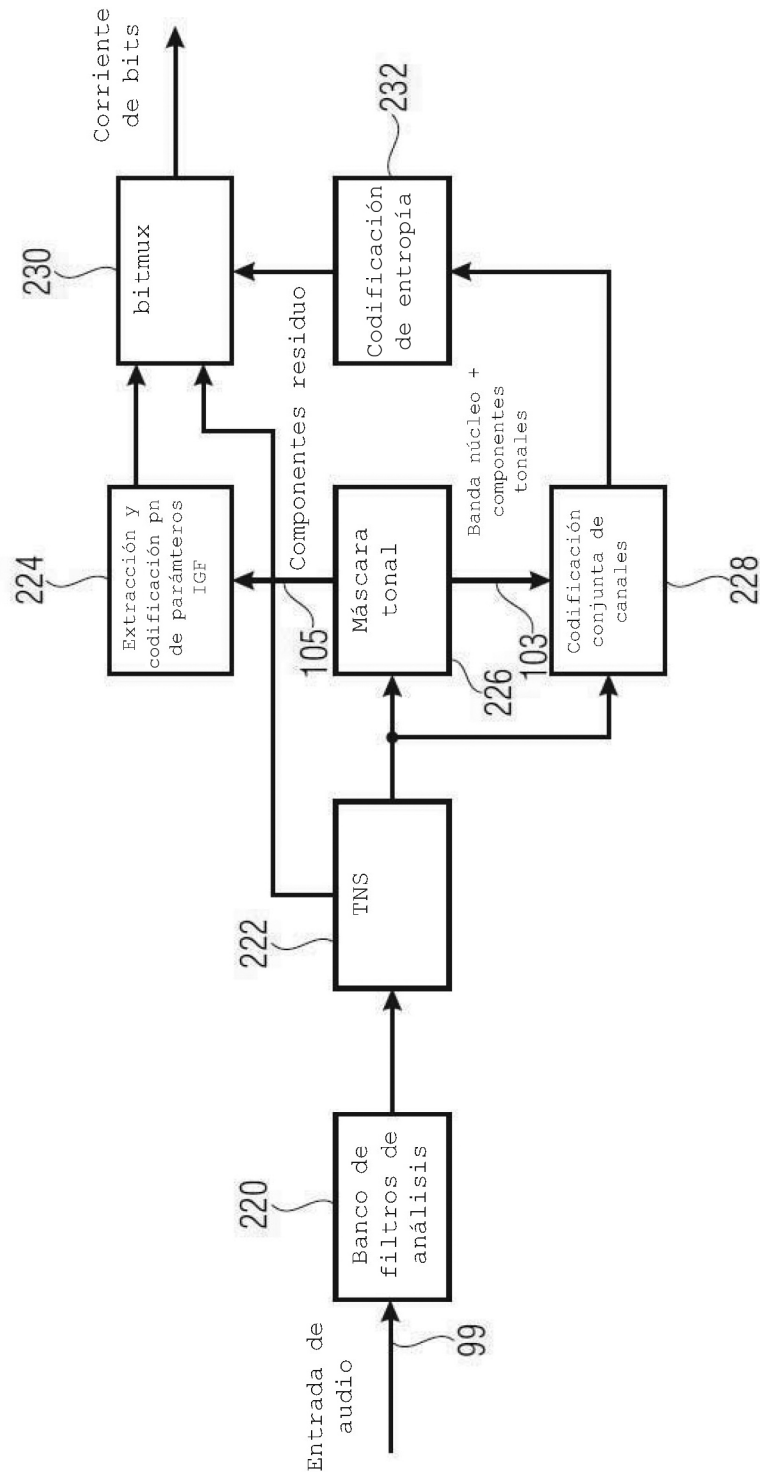 Entrada de
audio
99
220
Banco de
filtros de
análisis
222
TNS
224
Extracción y
codificación pn
de parámteros
IGF
105
Componentes residuo
Máscara
tonal
226
103
Banda núcleo +
componentes
tonales
Codificación
conjunta de
canales
228
230
bitmux
Codificación
de entropía
232
Corriente
de bits